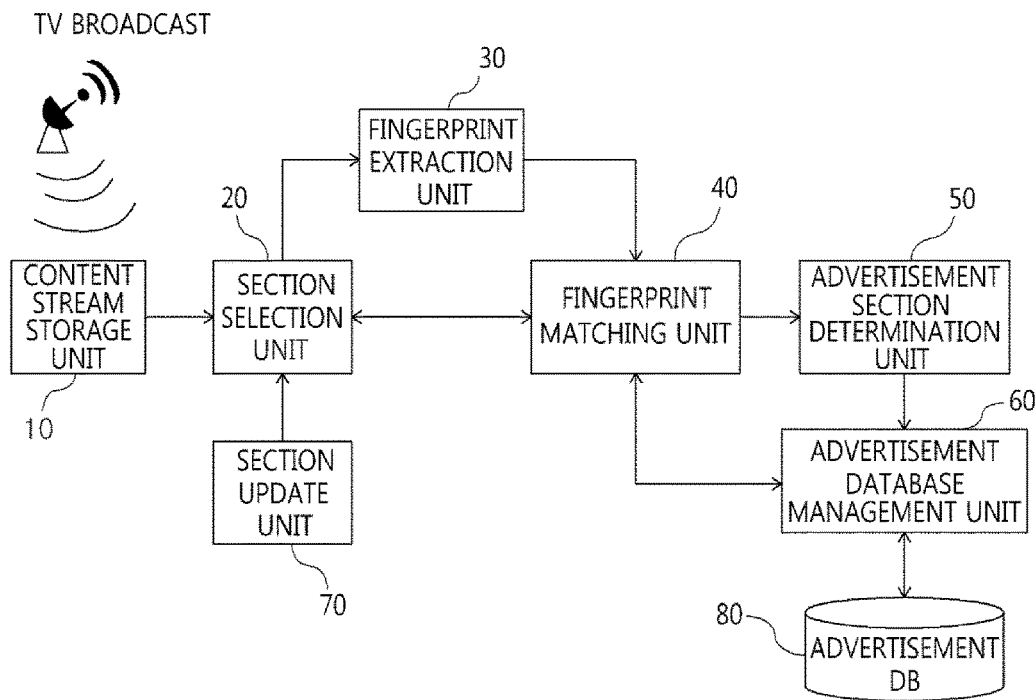 TV BROADCAST
30
FINGERPRINT
EXTRACTION
UNIT
20
40
50
CONTENT
STREAM
STORAGE
UNIT
10
SECTION
SELECTION
UNIT
FINGERPRINT
MATCHING UNIT
ADVERTISEMENT
SECTION
DETERMINATION
UNIT
60
SECTION
UPDATE
UNIT
70
ADVERTISEMENT
DATABASE
MANAGEMENT UNIT
80
ADVERTISEMENT
DB